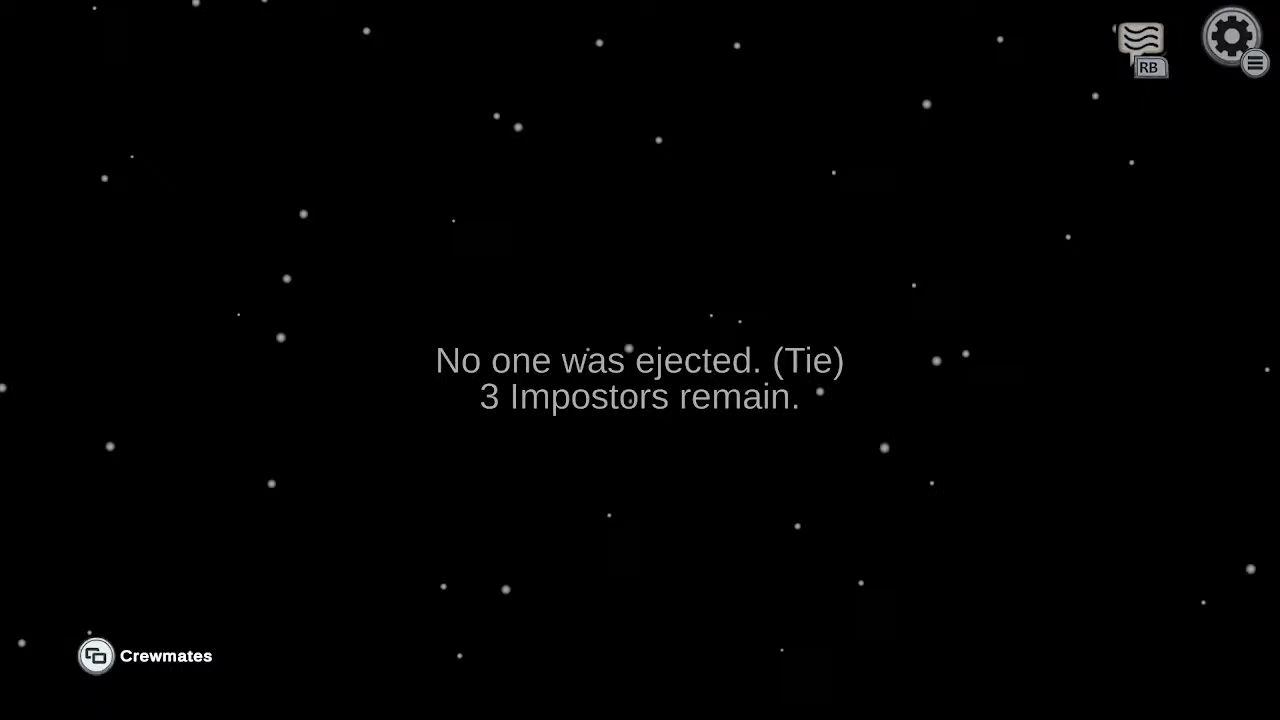 RB
No one was ejected. (Tie)
3 Impostors remain.
Crewmates